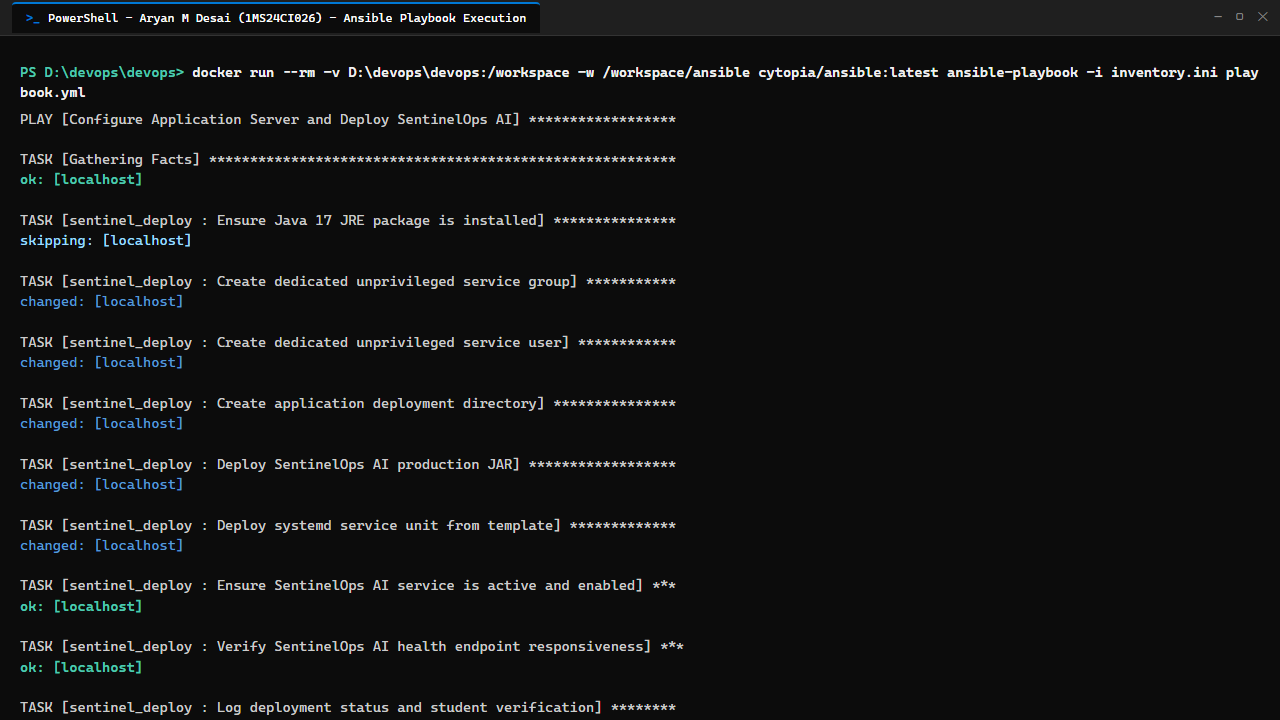 >_ PowerShell - Aryan M Desai (1MS24CI026) - Ansible Playbook Execution
PS D:\devops\devops> docker run --rm -v D:\devops\devops:/workspace -w /workspace/ansible cytopia/ansible:latest ansible-playbook -i inventory.ini play
book.yml
PLAY [Configure Application Server and Deploy SentinelOps AI] ******************
TASK [Gathering Facts] *********************************************************
ok: [localhost]
TASK [sentinel_deploy : Ensure Java 17 JRE package is installed] ***************
skipping: [localhost]
TASK [sentinel_deploy : Create dedicated unprivileged service group] ***********
changed: [localhost]
TASK [sentinel_deploy : Create dedicated unprivileged service user] ************
changed: [localhost]
TASK [sentinel_deploy : Create application deployment directory] ***************
changed: [localhost]
TASK [sentinel_deploy : Deploy SentinelOps AI production JAR] ******************
changed: [localhost]
TASK [sentinel_deploy : Deploy systemd service unit from template] *************
changed: [localhost]
TASK [sentinel_deploy : Ensure SentinelOps AI service is active and enabled] ***
ok: [localhost]
TASK [sentinel_deploy : Verify SentinelOps AI health endpoint responsiveness] ***
ok: [localhost]
TASK [sentinel_deploy : Log deployment status and student verification] ********